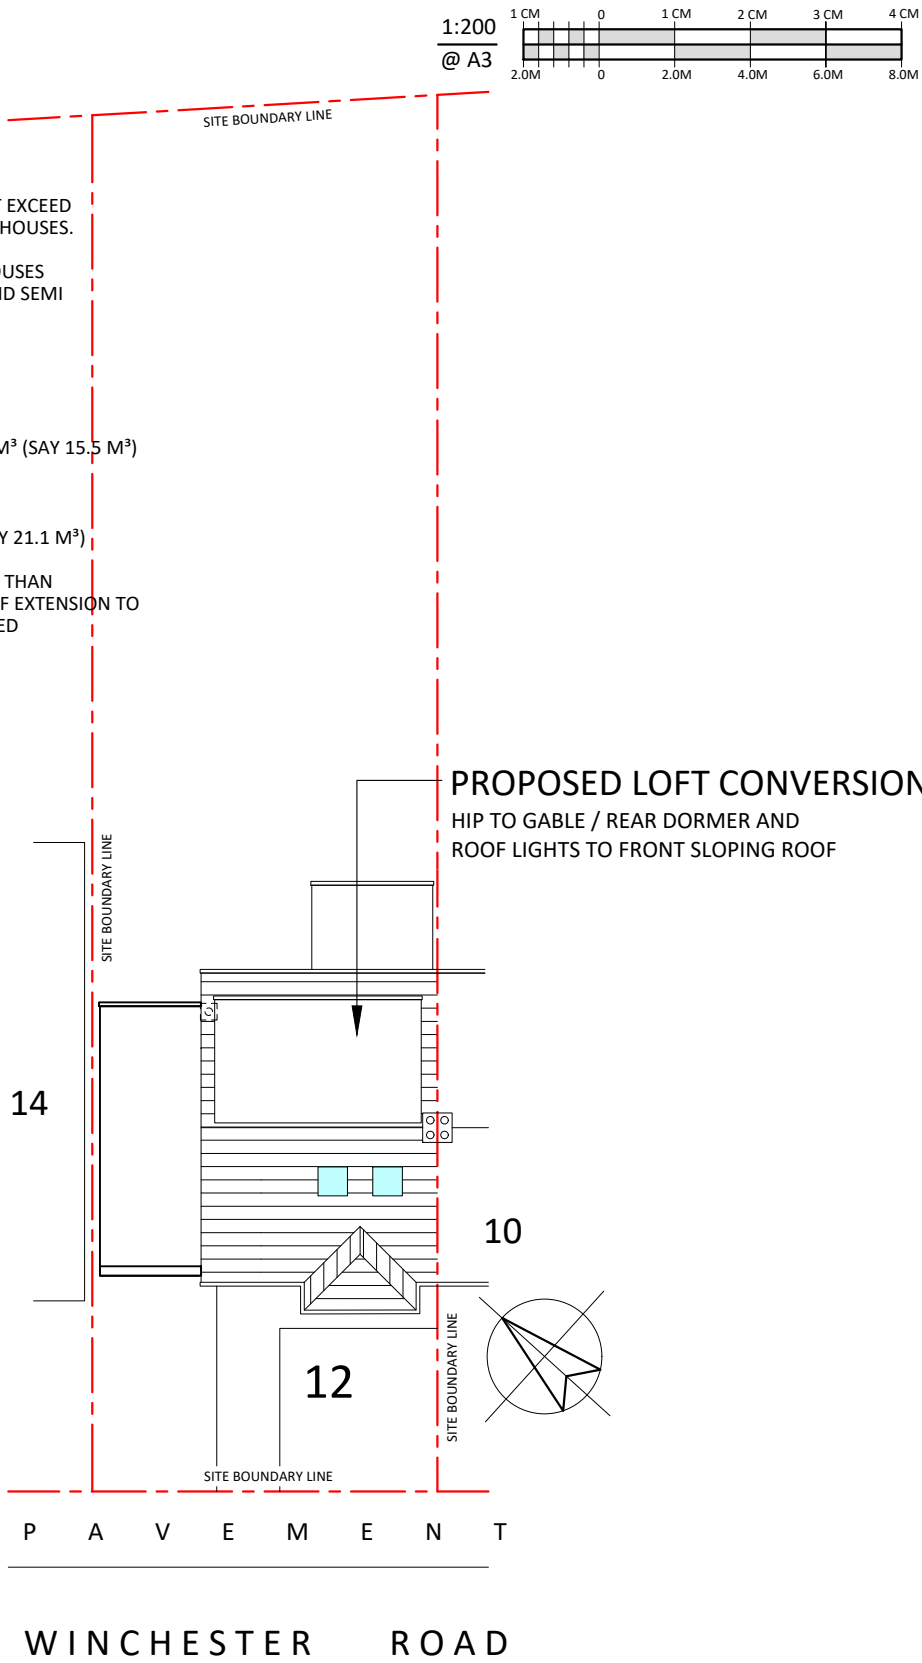 1:200
@ A3
1 CM 0 1 CM 2 CM 3 CM 4 CM
2.0M 0 2.0M 4.0M 6.0M 8.0M
SITE BOUNDARY LINE
EXCEED
HOUSES.
SEMI
M³ (SAY 15.5 M³)
21.1 M³)
THAN
EXTENSION TO
PROPOSED LOFT CONVERSION
HIP TO GABLE / REAR DORMER AND
ROOF LIGHTS TO FRONT SLOPING ROOF
SITE BOUNDARY LINE
14
10
12
SITE BOUNDARY LINE
SITE BOUNDARY LINE
P A V E M E N T
WINCHESTER ROAD